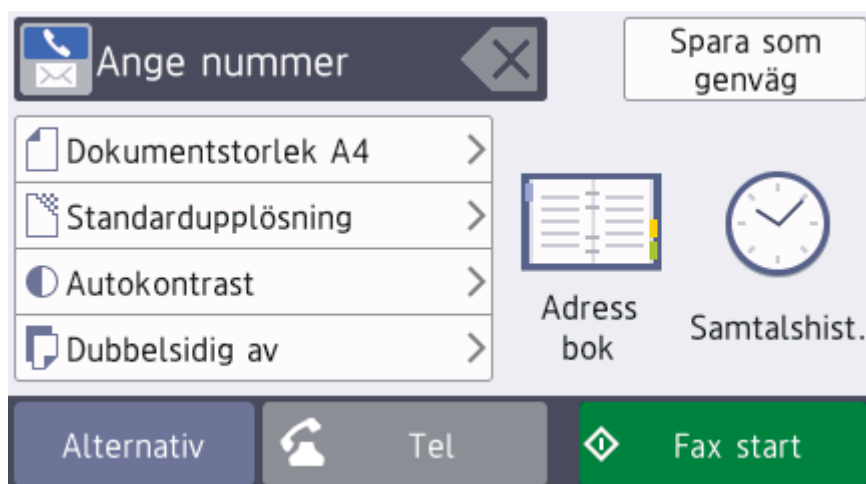 Ange nummer
Spara som
genväg
Dokumentstorlek A4
Standardupplösning
Autokontrast
Dubbelsidig av
Adress
bok
Samtalshist.
Alternativ
Tel
Fax start